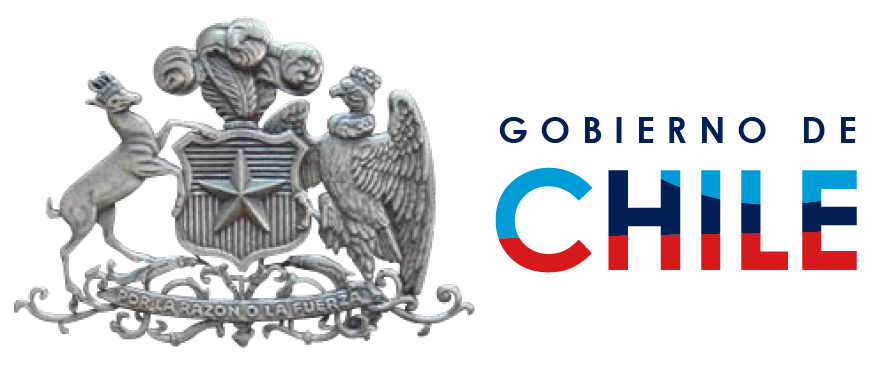 GOBIERNO DE
CHILE
POR LA RAZON O LA FUERZA